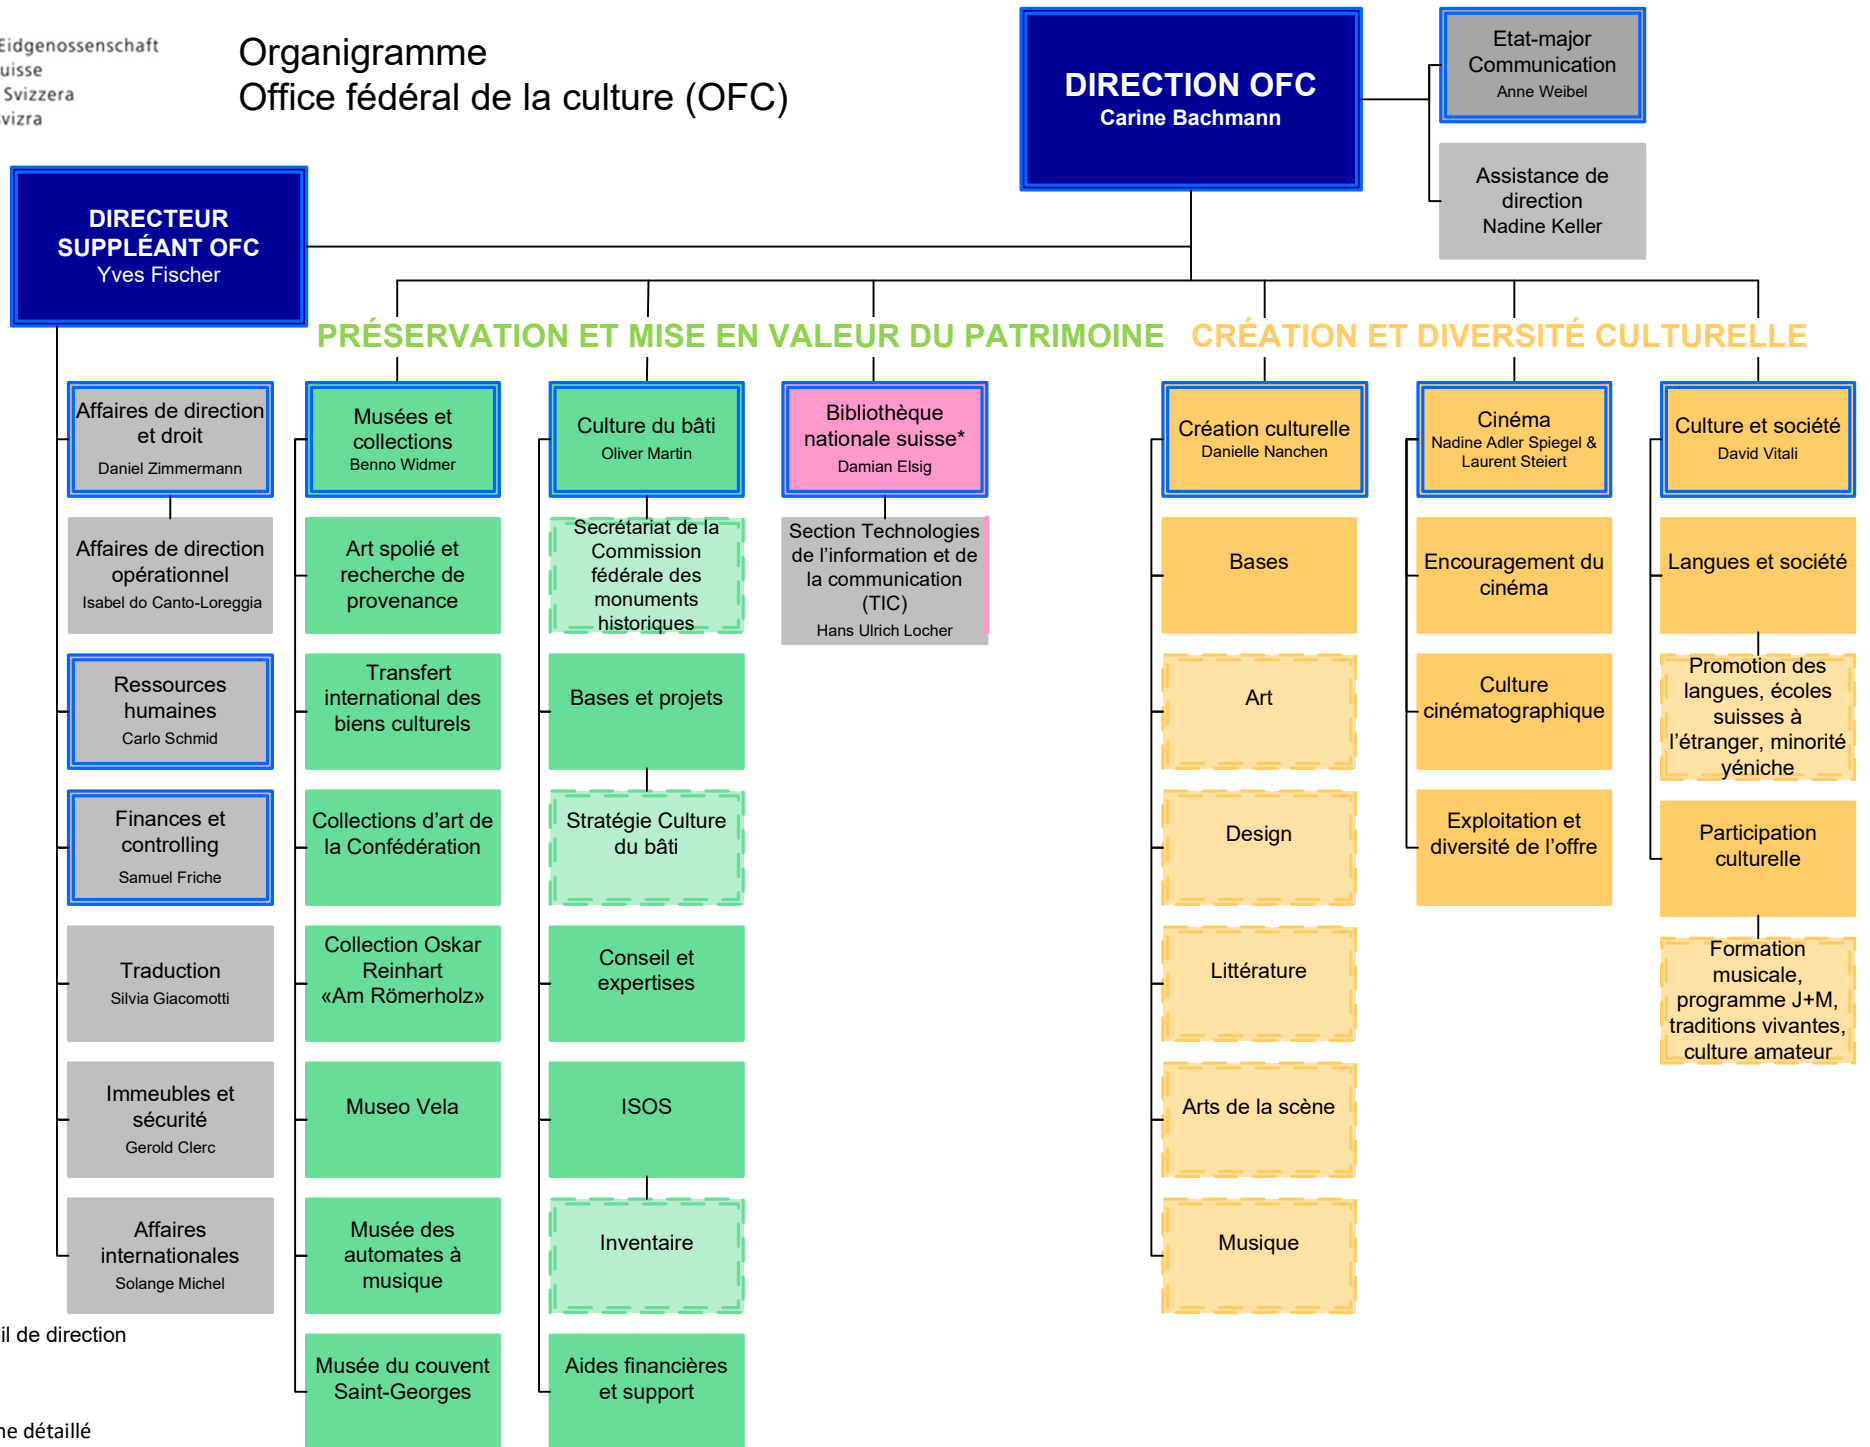 Eidgenossenschaft
uisse
Svizzera
svizra
Organigramme
Office fédéral de la culture (OFC)
DIRECTION OFC
Carine Bachmann
Etat-major
Communication
Anne Weibel
Assistance de
direction
Nadine Keller
DIRECTEUR
SUPPLÉANT OFC
Yves Fischer
PRÉSERVATION ET MISE EN VALEUR DU PATRIMOINE
CRÉATION ET DIVERSITÉ CULTURELLE
Affaires de direction
et droit
Daniel Zimmermann
Affaires de direction
opérationnel
Isabel do Canto-Loreggia
Ressources
humaines
Carlo Schmid
Finances et
controlling
Samuel Friche
Traduction
Silvia Giacomotti
Immeubles et
sécurité
Gerold Clerc
Affaires
internationales
Solange Michel
Musées et
collections
Benno Widmer
Art spolié et
recherche de
provenance
Transfert
international des
biens culturels
Collections d’art de
la Confédération
Collection Oskar
Reinhart
«Am Römerholz»
Museo Vela
Musée des
automates à
musique
Musée du couvent
Saint-Georges
Culture du bâti
Oliver Martin
Secrétariat de la
Commission
fédérale des
monuments
historiques
Bases et projets
Stratégie Culture
du bâti
Conseil et
expertises
ISOS
Inventaire
Aides financières
et support
Bibliothèque
nationale suisse*
Damian Elsig
Section Technologies
de l’information et de
la communication
(TIC)
Hans Ulrich Locher
Création culturelle
Danielle Nanchen
Bases
Art
Design
Littérature
Arts de la scène
Musique
Cinéma
Nadine Adler Spiegel &
Laurent Steiert
Encouragement du
cinéma
Culture
cinématographique
Exploitation et
diversité de l’offre
Culture et société
David Vitali
Langues et société
Promotion des
langues, écoles
suisses à
l’étranger, minorité
yéniche
Participation
culturelle
Formation
musicale,
programme J+M,
traditions vivantes,
culture amateur
il de direction
ne détaillé